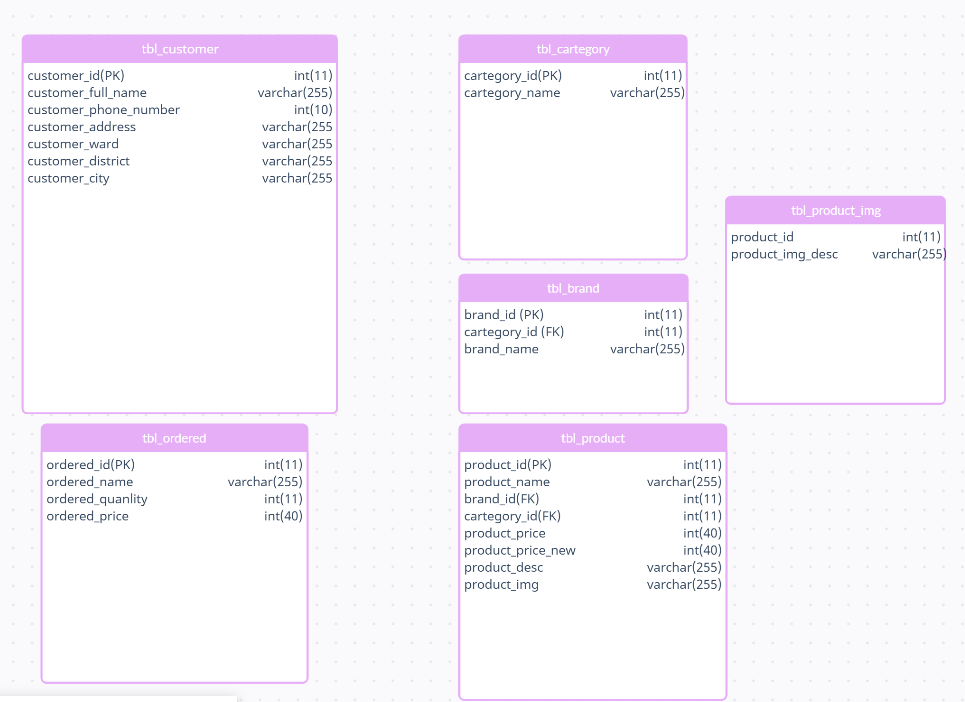 tbl_customer
customer_id(PK) int(11)
customer_full_name varchar(255)
customer_phone_number int(10)
customer_address varchar(255
customer_ward varchar(255
customer_district varchar(255
customer_city varchar(255
tbl_cartegory
cartegory_id(PK) int(11)
cartegory_name varchar(255)
tbl_product_img
product_id int(11)
product_img_desc varchar(255)
tbl_brand
brand_id (PK) int(11)
cartegory_id (FK) int(11)
brand_name varchar(255)
tbl_ordered
ordered_id(PK) int(11)
ordered_name varchar(255)
ordered_quanlity int(11)
ordered_price int(40)
tbl_product
product_id(PK) int(11)
product_name varchar(255)
brand_id(FK) int(11)
cartegory_id(FK) int(11)
product_price int(40)
product_price_new int(40)
product_desc varchar(255)
product_img varchar(255)